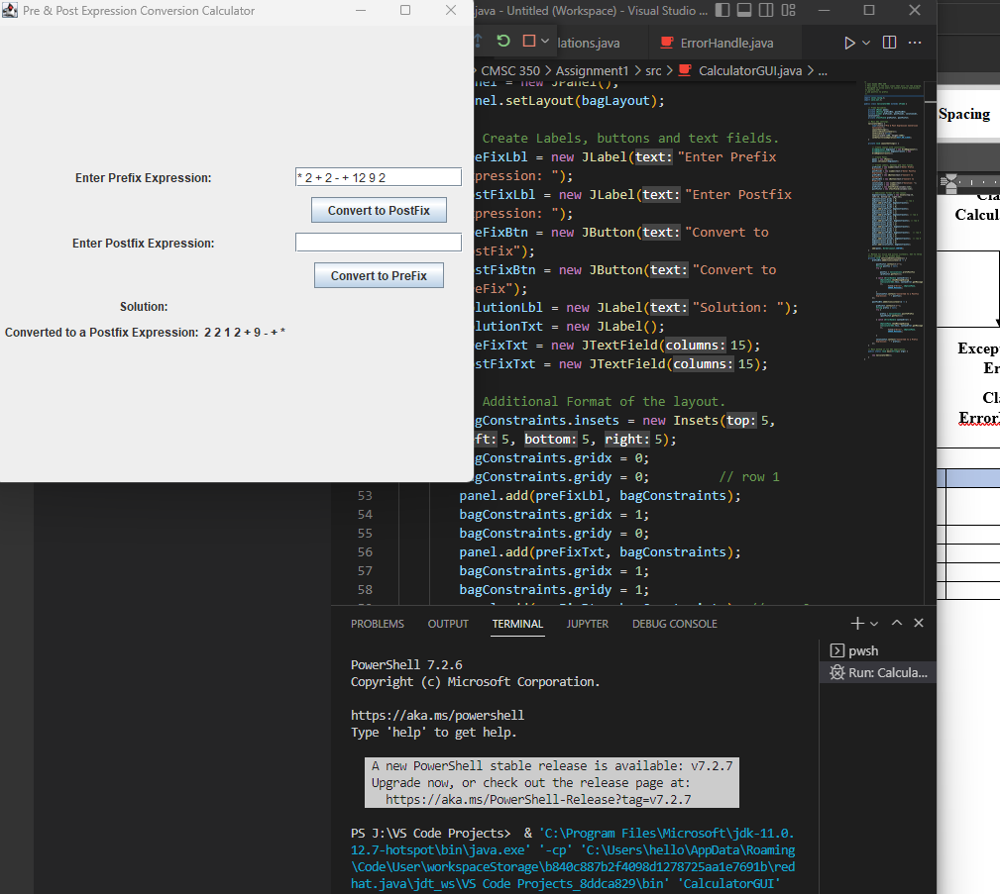 Pre & Post Expression Conversion Calculator
Enter Prefix Expression:
* 2 + 2 - + 12 9 2
Convert to PostFix
Enter Postfix Expression:
Convert to PreFix
Solution:
Converted to a Postfix Expression: 2 2 1 2 + 9 - + *
java - Untitled (Workspace) - Visual Studio ...
lations.java
ErrorHandle.java
CMSC 350 > Assignment1 > src > CalculatorGUI.java > ...
nel = new JPanel();
nel.setLayout(bagLayout);
Create Labels, buttons and text fields.
eFixLbl = new JLabel(text: "Enter Prefix
pression: ");
stFixLbl = new JLabel(text: "Enter Postfix
pression: ");
eFixBtn = new JButton(text: "Convert to
stFix");
stFixBtn = new JButton(text: "Convert to
eFix");
lutionLbl = new JLabel(text: "Solution: ");
lutionTxt = new JLabel();
eFixTxt = new JTextField(columns: 15);
stFixTxt = new JTextField(columns: 15);
Additional Format of the layout.
gConstraints.insets = new Insets(top: 5,
ft: 5, bottom: 5, right: 5);
gConstraints.gridx = 0;
gConstraints.gridy = 0; // row 1
53 panel.add(preFixLbl, bagConstraints);
54 bagConstraints.gridx = 1;
55 bagConstraints.gridy = 0;
56 panel.add(preFixTxt, bagConstraints);
57 bagConstraints.gridx = 1;
58 bagConstraints.gridy = 1;
PROBLEMS OUTPUT TERMINAL JUPYTER DEBUG CONSOLE
pwsh
Run: Calcula...
PowerShell 7.2.6
Copyright (c) Microsoft Corporation.
https://aka.ms/powershell
Type 'help' to get help.
A new PowerShell stable release is available: v7.2.7
Upgrade now, or check out the release page at:
https://aka.ms/PowerShell-Release?tag=v7.2.7
PS J:\VS Code Projects> & 'C:\Program Files\Microsoft\jdk-11.0.
12.7-hotspot\bin\java.exe' '-cp' 'C:\Users\hello\AppData\Roaming
\Code\User\workspaceStorage\b840c887b2f4098d1278725aa1e7691b\red
hat.java\jdt_ws\VS Code Projects_8ddca829\bin' 'CalculatorGUI'
Spacing
Cla
Calcul
Excep
Er
Cl
Errorl